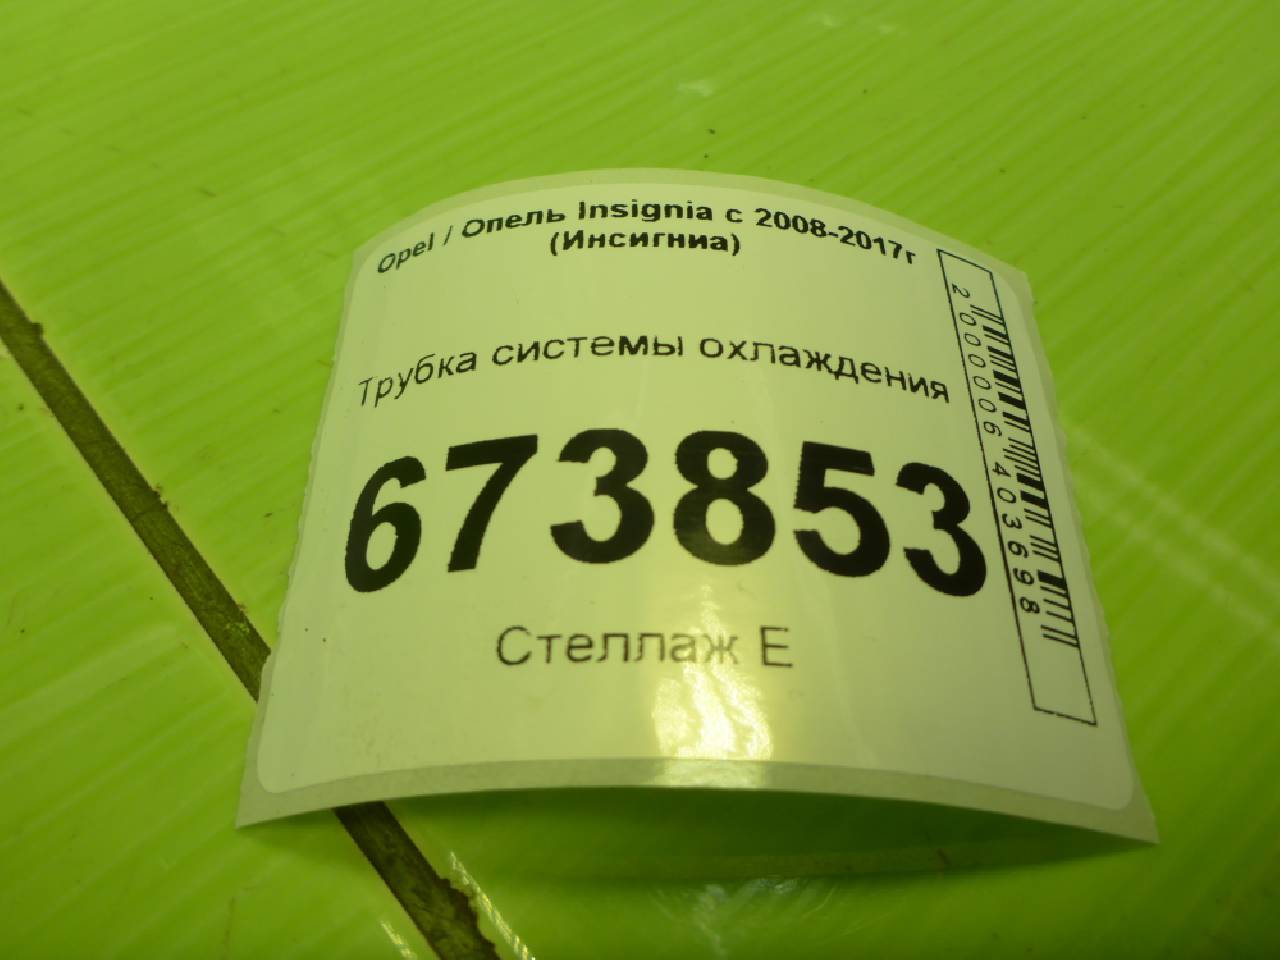 Opel / Опель Insignia с 2008-2017г
(Инсигниа)
Трубка системы охлаждения
673853
Стеллаж Е
2000006403698